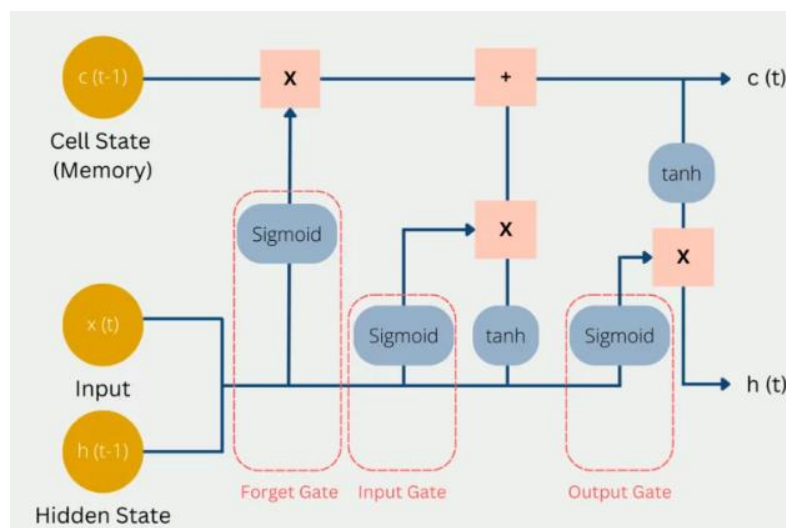 c (t-1)
X
+
c (t)
Cell State
(Memory)
tanh
Sigmoid
X
X
x (t)
Sigmoid
tanh
Sigmoid
Input
h (t)
h (t-1)
Forget Gate
Input Gate
Output Gate
Hidden State